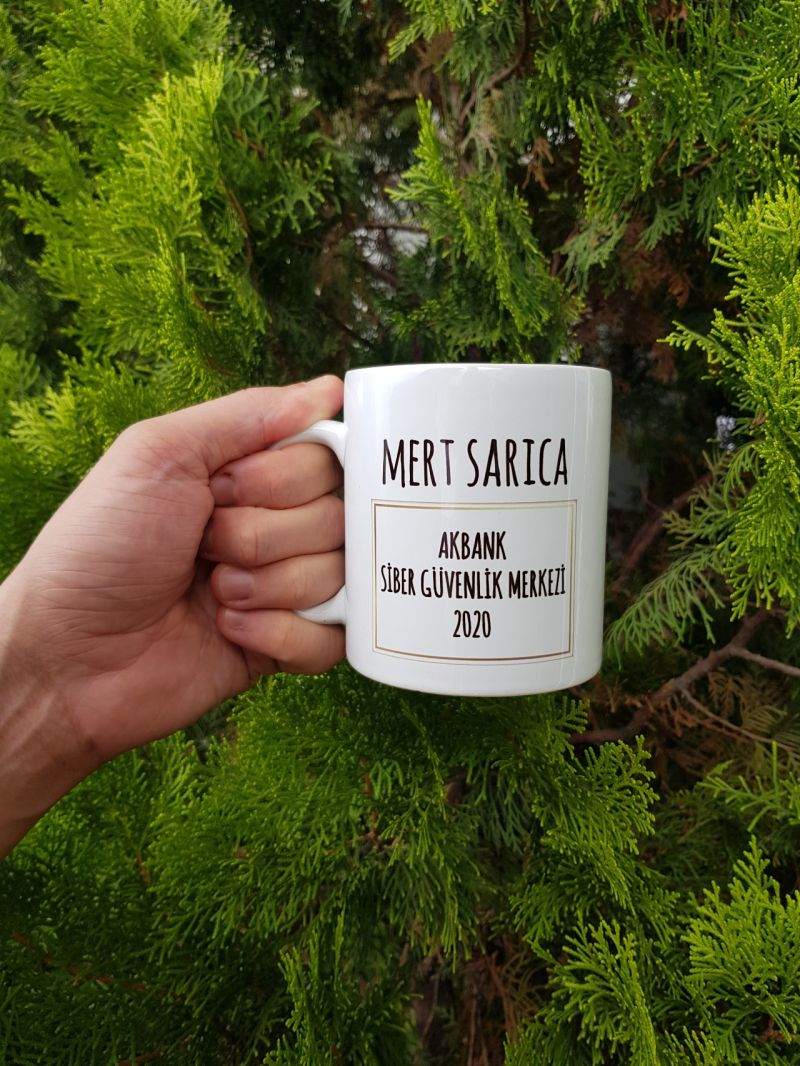 MERT SARICA
AKBANK
SİBER GÜVENLİK MERKEZİ
2020